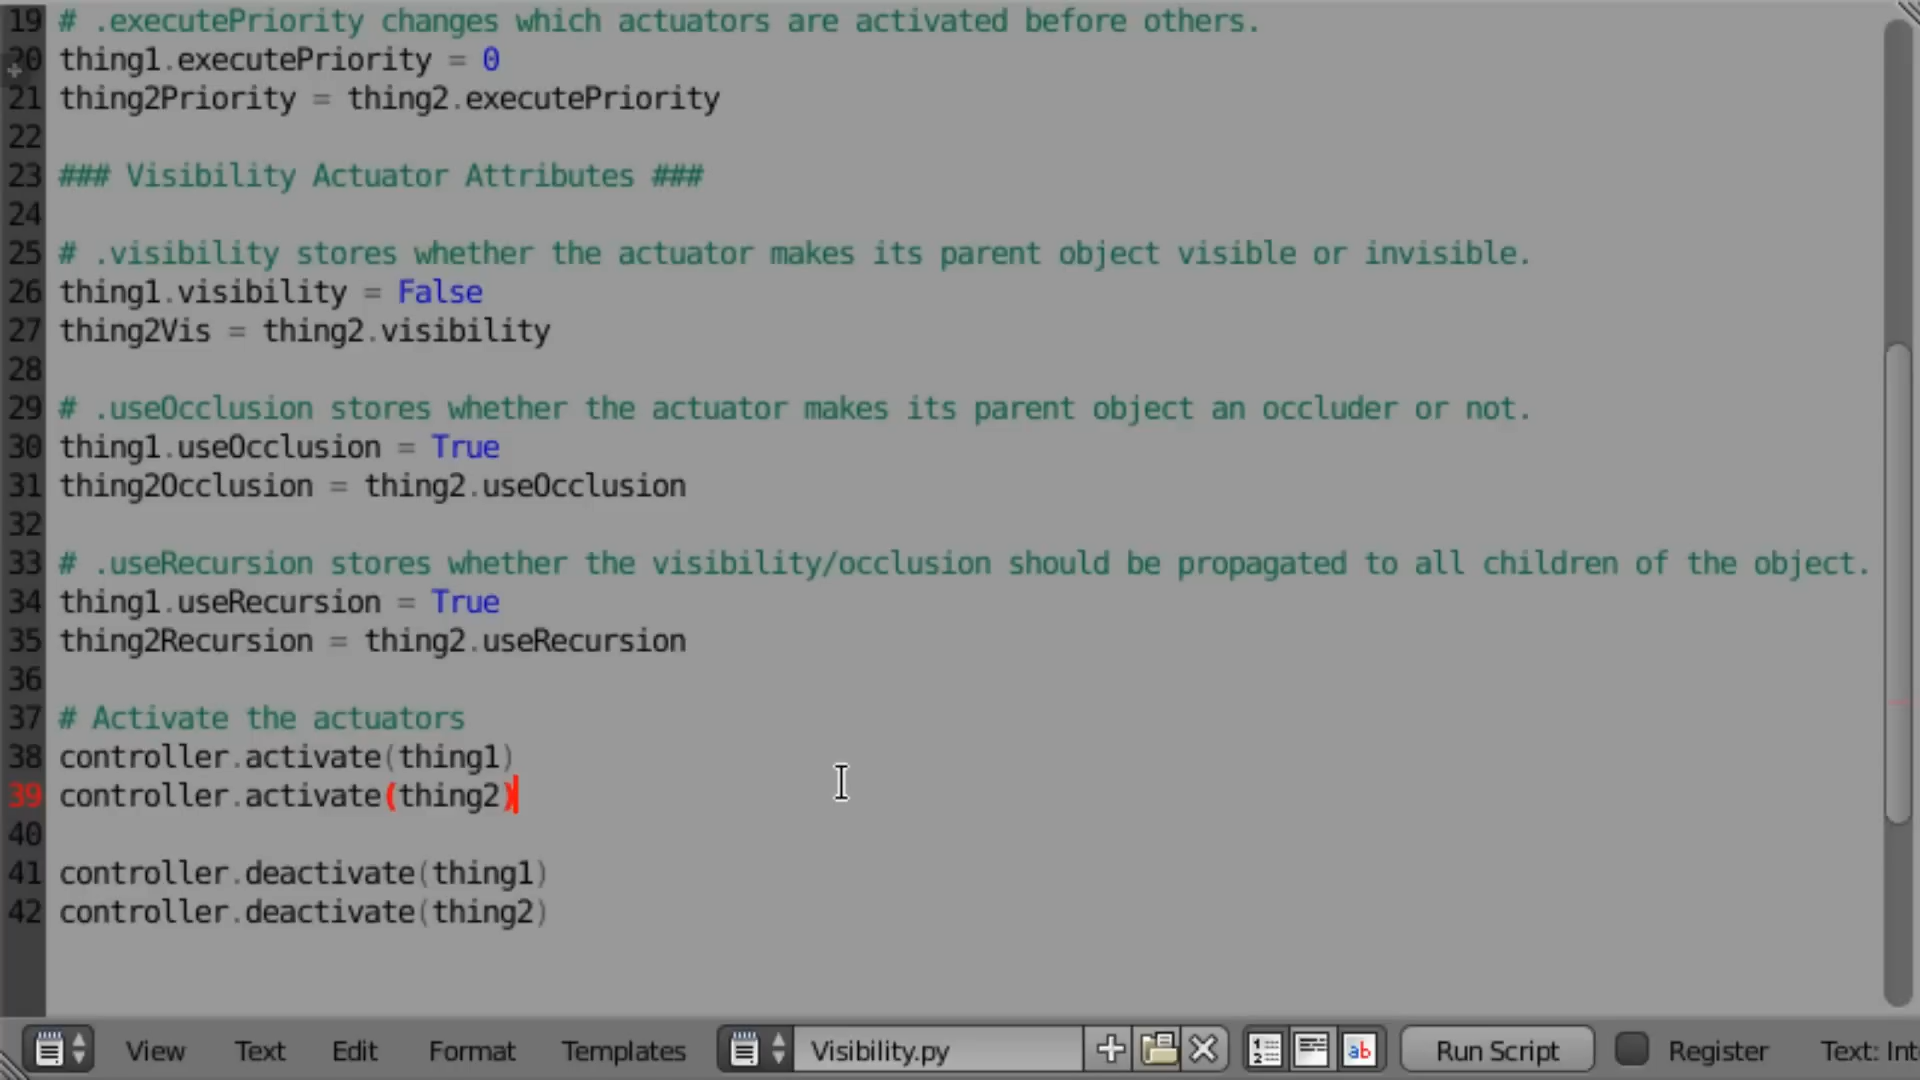 19 # .executePriority changes which actuators are activated before others.
20 thing1.executePriority = 0
21 thing2Priority = thing2.executePriority
22
23 ### Visibility Actuator Attributes ###
24
25 # .visibility stores whether the actuator makes its parent object visible or invisible.
26 thing1.visibility = False
27 thing2Vis = thing2.visibility
28
29 # .useOcclusion stores whether the actuator makes its parent object an occluder or not.
30 thing1.useOcclusion = True
31 thing2Occlusion = thing2.useOcclusion
32
33 # .useRecursion stores whether the visibility/occlusion should be propagated to all children of the object.
34 thing1.useRecursion = True
35 thing2Recursion = thing2.useRecursion
36
37 # Activate the actuators
38 controller.activate(thing1)
39 controller.activate(thing2)
40
41 controller.deactivate(thing1)
42 controller.deactivate(thing2)
View Text Edit Format Templates Visibility.py Run Script Register Text: Int